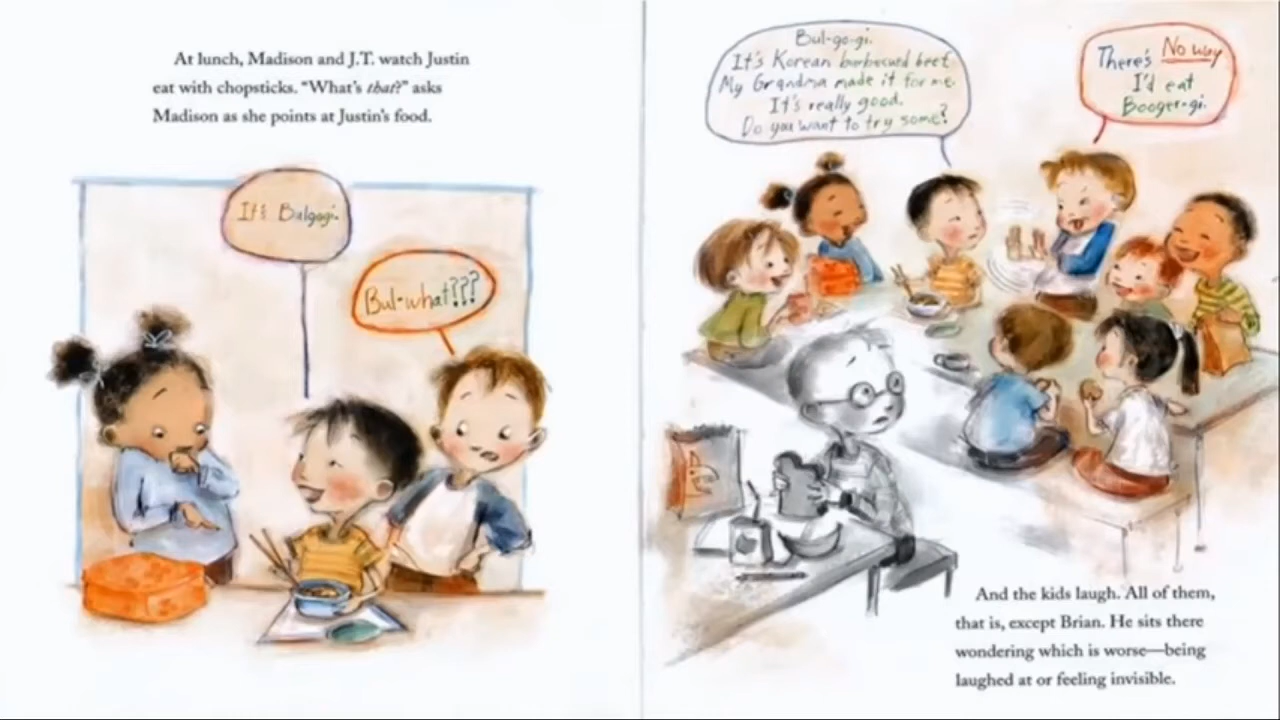 At lunch, Madison and J.T. watch Justin
eat with chopsticks. “What’s that?” asks
Madison as she points at Justin’s food.
It's Bulgogi.
Bul-what???
Bul-go-gi.
It's Korean barbecued beef.
My Grandma made it for me.
It's really good.
Do you want to try some?
There's No way
I'd eat
Booger-gi.
And the kids laugh. All of them,
that is, except Brian. He sits there
wondering which is worse—being
laughed at or feeling invisible.